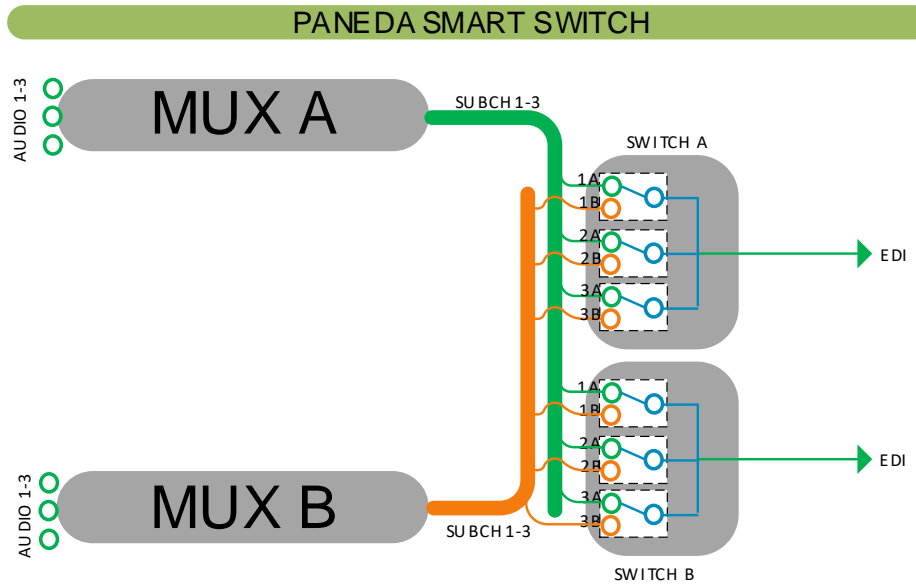 PANEDA SMART SWITCH
AUDIO 1-3
MUX A
SUBCH 1-3
SWITCH A
1A
1B
2A
2B
3A
3B
EDI
1A
1B
2A
2B
3A
3B
EDI
AUDIO 1-3
MUX B
SUBCH 1-3
SWITCH B